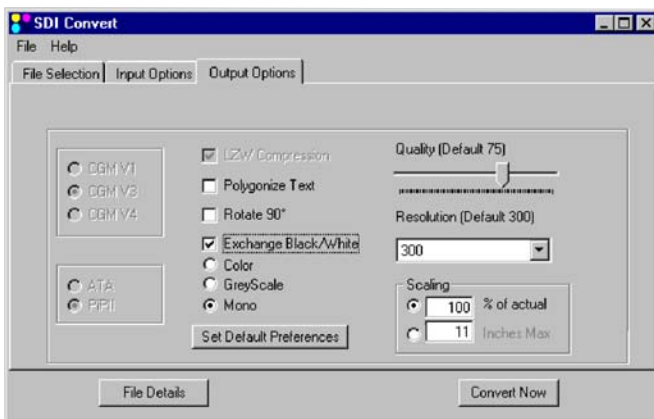 SDI Convert
File Help
File Selection Input Options Output Options
CGM V1
CGM V3
CGM V4
ATA
PIPII
LZW Compression
Polygonize Text
Rotate 90°
Exchange Black/White
Color
GreyScale
Mono
Set Default Preferences
Quality (Default 75)
Resolution (Default 300)
300
Scaling
100 % of actual
11 Inches Max
File Details Convert Now